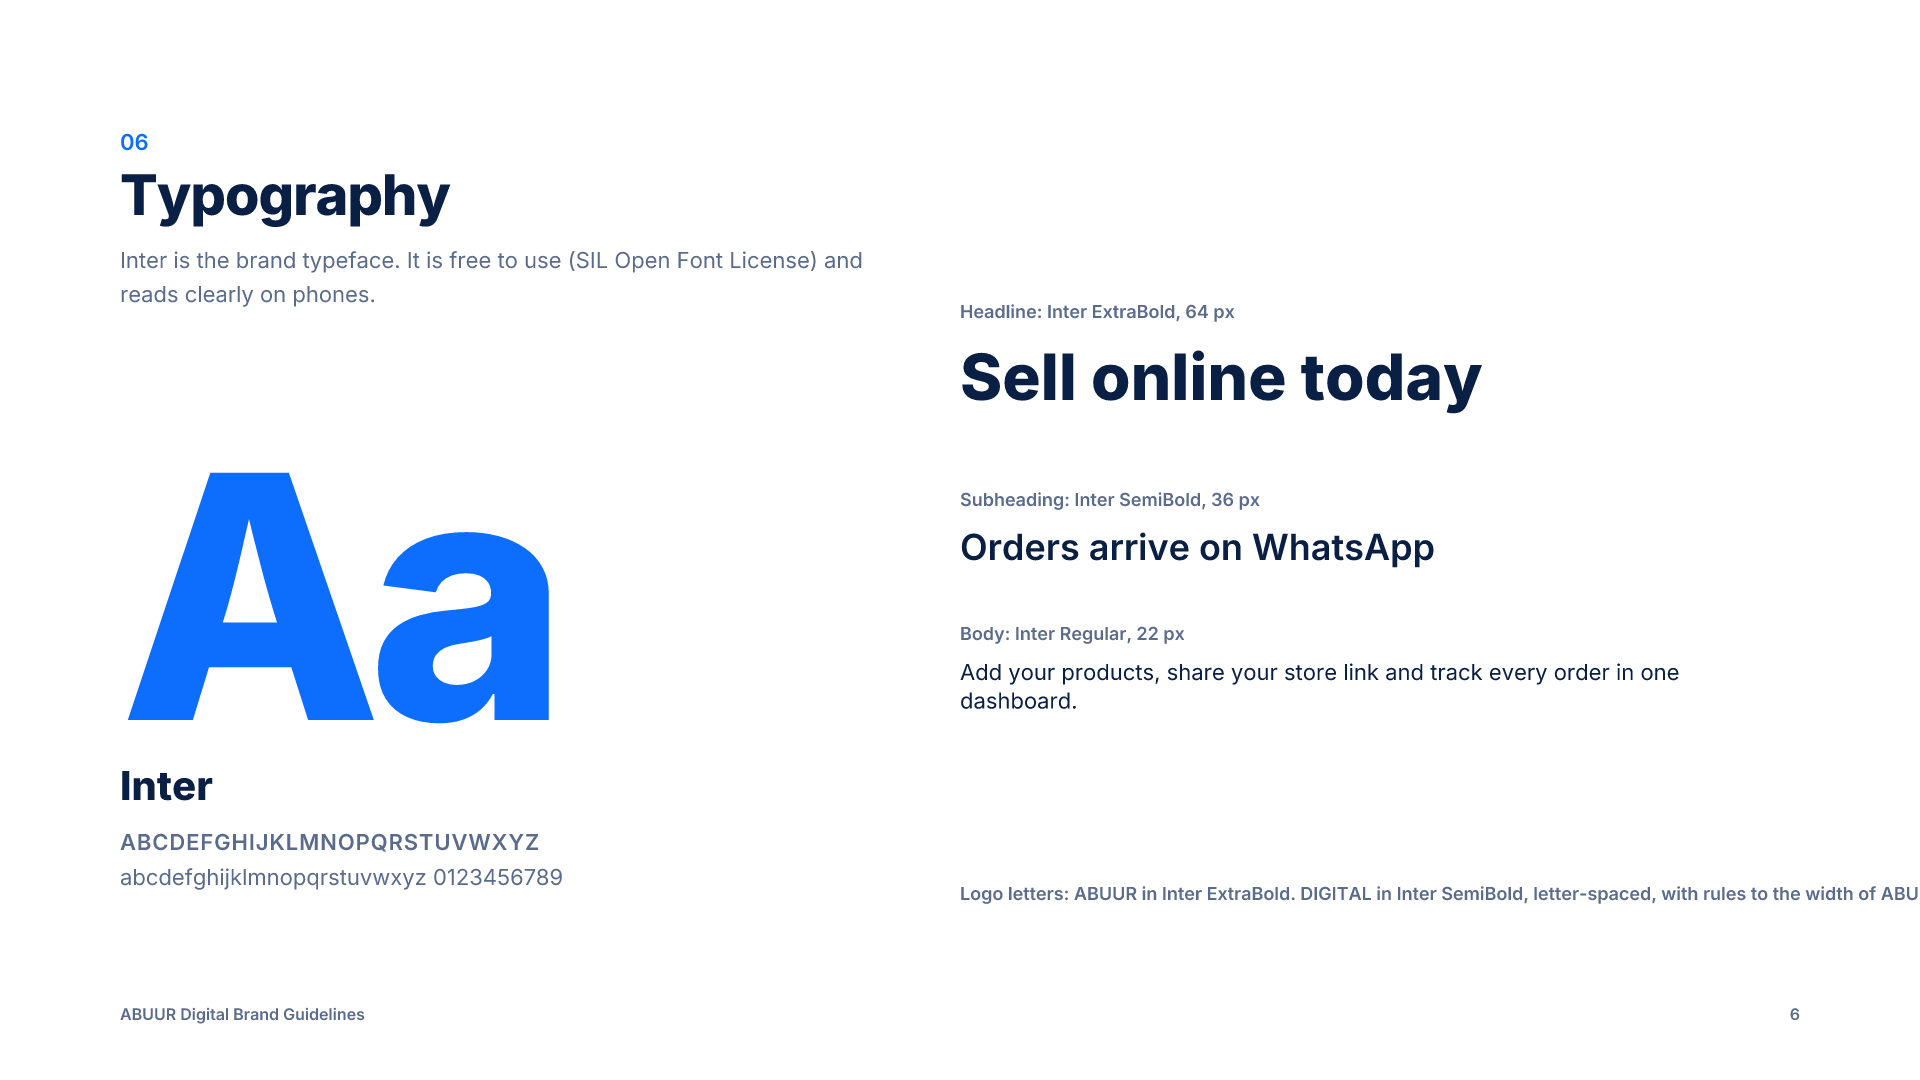 06
Typography
Inter is the brand typeface. It is free to use (SIL Open Font License) and
reads clearly on phones.
Aa
Inter
ABCDEFGHIJKLMNOPQRSTUVWXYZ
abcdefghijklmnopqrstuvwxyz 0123456789
Headline: Inter ExtraBold, 64 px
Sell online today
Subheading: Inter SemiBold, 36 px
Orders arrive on WhatsApp
Body: Inter Regular, 22 px
Add your products, share your store link and track every order in one
dashboard.
Logo letters: ABUUR in Inter ExtraBold. DIGITAL in Inter SemiBold, letter-spaced, with rules to the width of ABU
ABUUR Digital Brand Guidelines
6